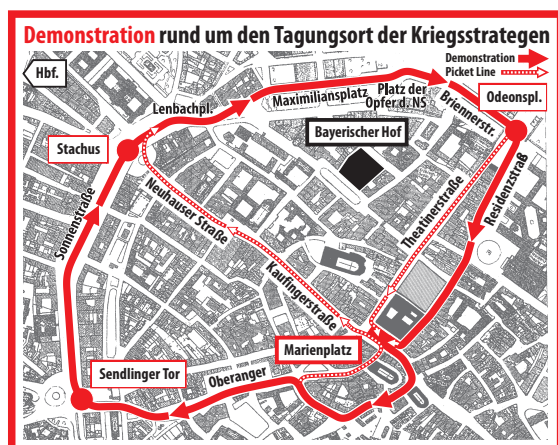 Demonstration rund um den Tagungsort der Kriegsstrategen
Demonstration
Picket Line
Hbf.
Platz der
Opfer d. NS
Maximiliansplatz
Lenbachpl.
Briennerstr.
Odeonspl.
Bayerischer Hof
Stachus
Sonnenstraße
Neuhauser Straße
Theatinerstraße
Residenzstraß
Kaufingerstraße
Marienplatz
Oberanger
Sendlinger Tor